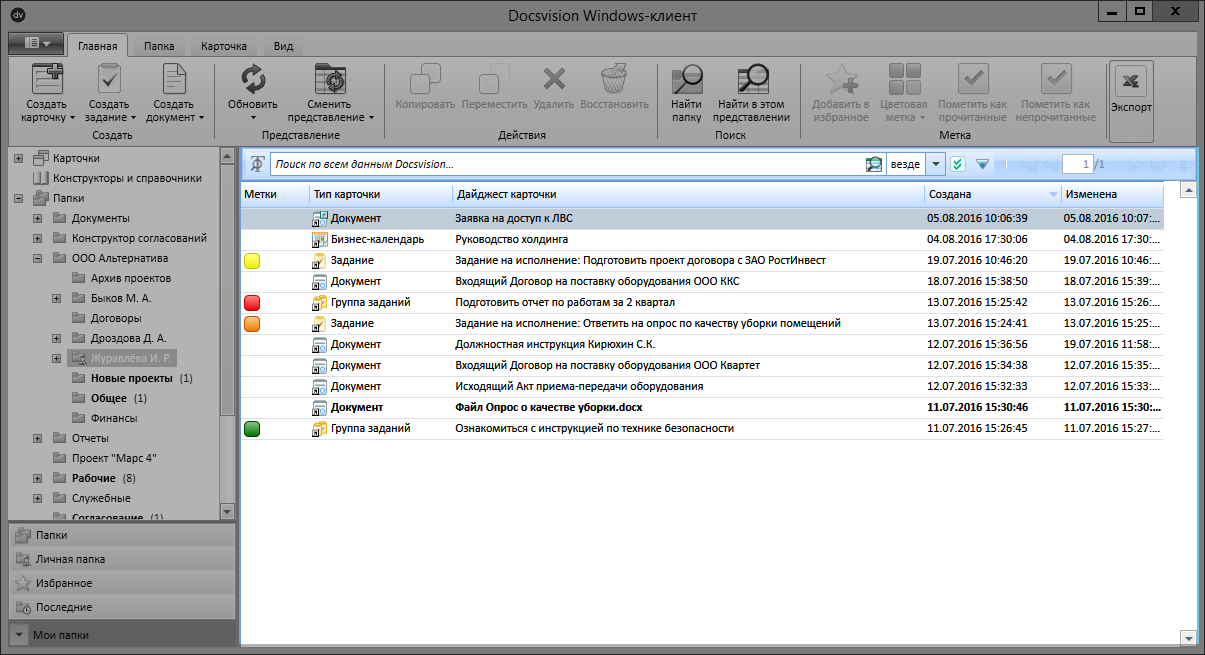 dv
Docsvision Windows-клиент
Главная Папка Карточка Вид
Создать карточку
Создать задание
Создать документ
Создать
Обновить
Сменить представление
Представление
Копировать
Переместить
Удалить
Восстановить
Действия
Найти папку
Найти в этом представлении
Поиск
Добавить в избранное
Цветовая метка
Пометить как прочитанные
Пометить как непрочитанные
Метка
Экспорт
Карточки
Конструкторы и справочники
Папки
Документы
Конструктор согласований
ООО Альтернатива
Архив проектов
Быков М. А.
Договоры
Дроздова Д. А.
Журавлёва И. Р.
Новые проекты (1)
Общее (1)
Финансы
Отчеты
Проект "Марс 4"
Рабочие (8)
Служебные
Согласование (1)
Папки
Личная папка
Избранное
Последние
Мои папки
Поиск по всем данным Docsvision... везде 1 /1
Метки Тип карточки Дайджест карточки Создана Изменена
Документ Заявка на доступ к ЛВС 05.08.2016 10:06:39 05.08.2016 10:07:...
Бизнес-календарь Руководство холдинга 04.08.2016 17:30:06 04.08.2016 17:30:...
Задание Задание на исполнение: Подготовить проект договора с ЗАО РостИнвест 19.07.2016 10:46:20 19.07.2016 10:46:...
Документ Входящий Договор на поставку оборудования ООО ККС 18.07.2016 15:38:50 18.07.2016 15:39:...
Группа заданий Подготовить отчет по работам за 2 квартал 13.07.2016 15:25:42 13.07.2016 15:26:...
Задание Задание на исполнение: Ответить на опрос по качеству уборки помещений 13.07.2016 15:24:41 13.07.2016 15:25:...
Документ Должностная инструкция Кирюхин С.К. 12.07.2016 15:36:56 19.07.2016 11:58:...
Документ Входящий Договор на поставку оборудования ООО Квартет 12.07.2016 15:34:38 12.07.2016 15:35:...
Документ Исходящий Акт приема-передачи оборудования 12.07.2016 15:32:33 12.07.2016 15:33:...
Документ Файл Опрос о качестве уборки.docx 11.07.2016 15:30:46 11.07.2016 15:30:...
Группа заданий Ознакомиться с инструкцией по технике безопасности 11.07.2016 15:26:45 11.07.2016 15:27:...